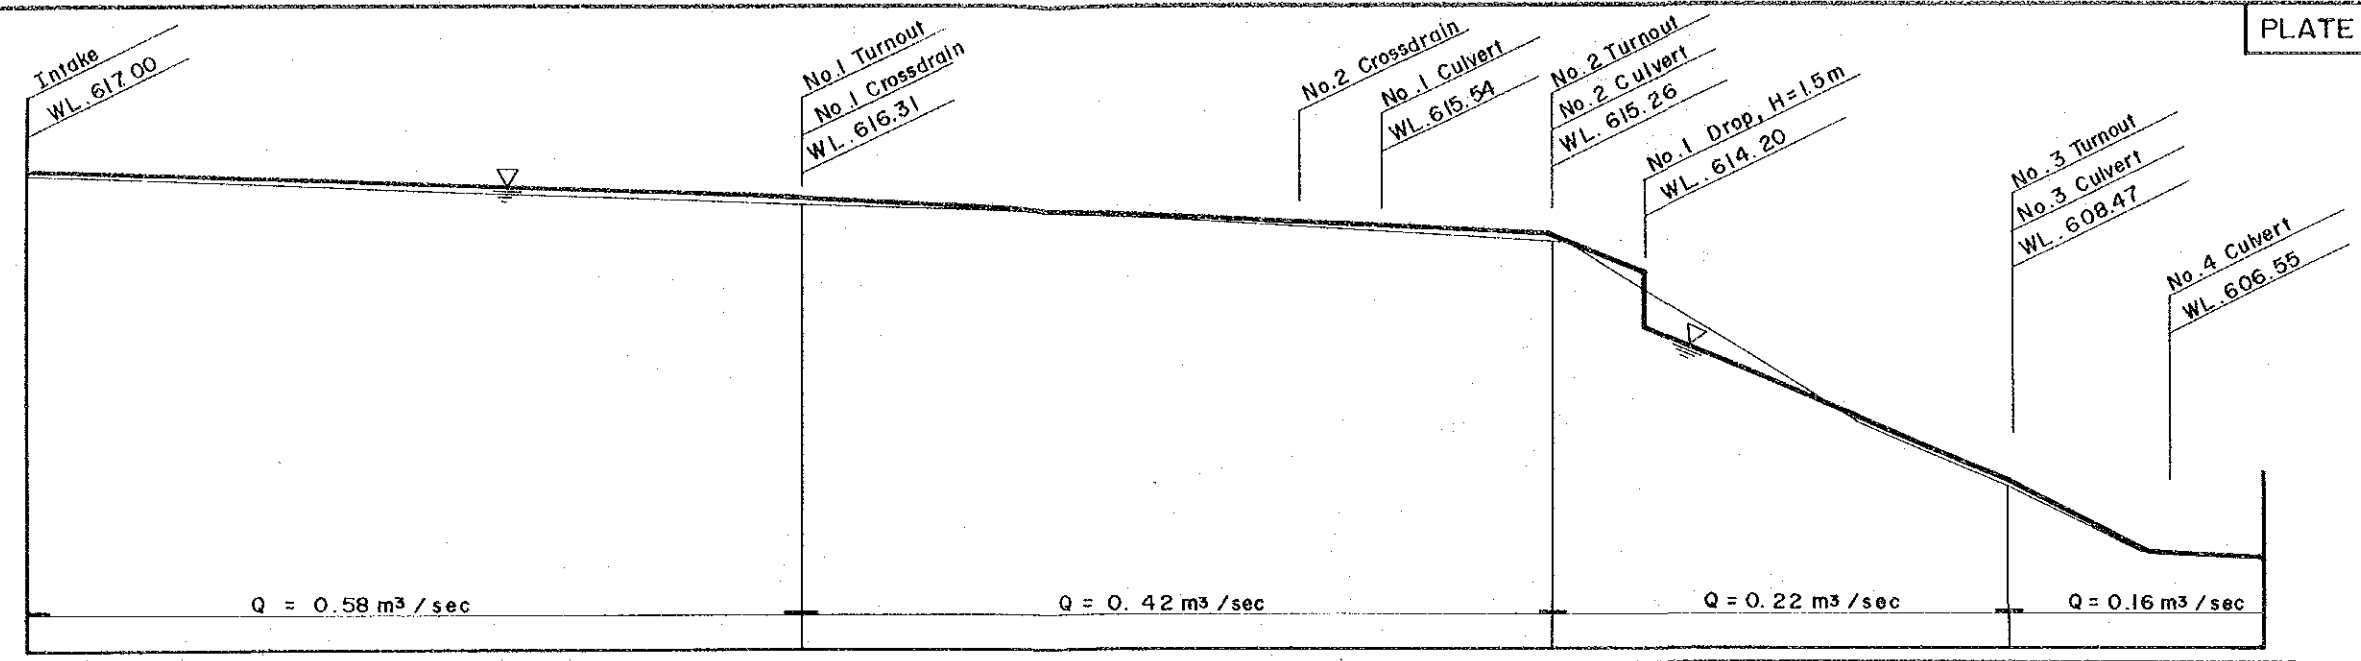 PLATE
Intake
WL. 617.00
No.1 Turnout
No.1 Crossdrain
WL. 616.31
No.2 Crossdrain
No.1 Culvert
WL. 615.54
No.2 Turnout
No.2 Culvert
WL. 615.26
No.1 Drop, H=1.5m
WL. 614.20
No.3 Turnout
No.3 Culvert
WL. 608.47
No.4 Culvert
WL. 606.55
Q = 0.58 m³/sec
Q = 0.42 m³/sec
Q = 0.22 m³/sec
Q = 0.16 m³/sec